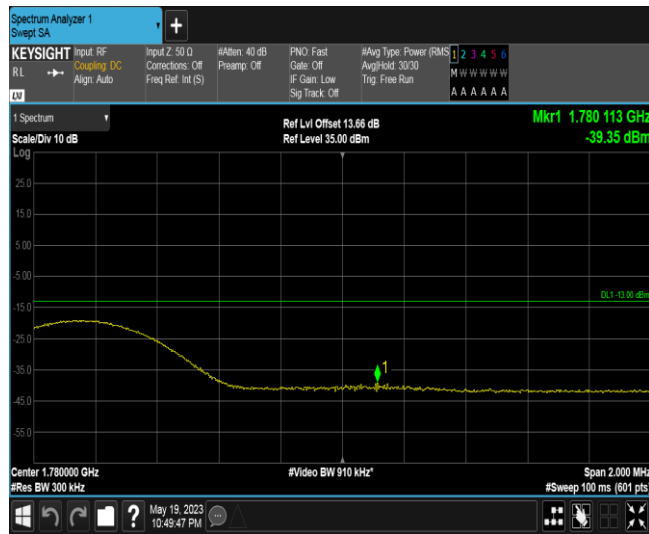 Spectrum Analyzer 1
Swept SA
+
KEYSIGHT Input: RF Input Z: 50 Ω #Atten: 40 dB PNO: Fast #Avg Type: Power (RMS 1 2 3 4 5 6
RL Coupling: DC Corrections: Off Preamp: Off Gate: Off Avg|Hold: 30/30 M W W W W W
Align: Auto Freq Ref: Int (S) IF Gain: Low Trig: Free Run
LXI Sig Track: Off A A A A A A
1 Spectrum Ref Lvl Offset 13.66 dB Mkr1 1.780 113 GHz
Scale/Div 10 dB Ref Level 35.00 dBm -39.35 dBm
Log
25.0
15.0
5.00
-5.00
DL1 -13.00 dBm
-15.0
-25.0
-35.0
1
-45.0
-55.0
Center 1.780000 GHz #Video BW 910 kHz* Span 2.000 MHz
#Res BW 300 kHz #Sweep 100 ms (601 pts
? May 19, 2023
10:49:47 PM